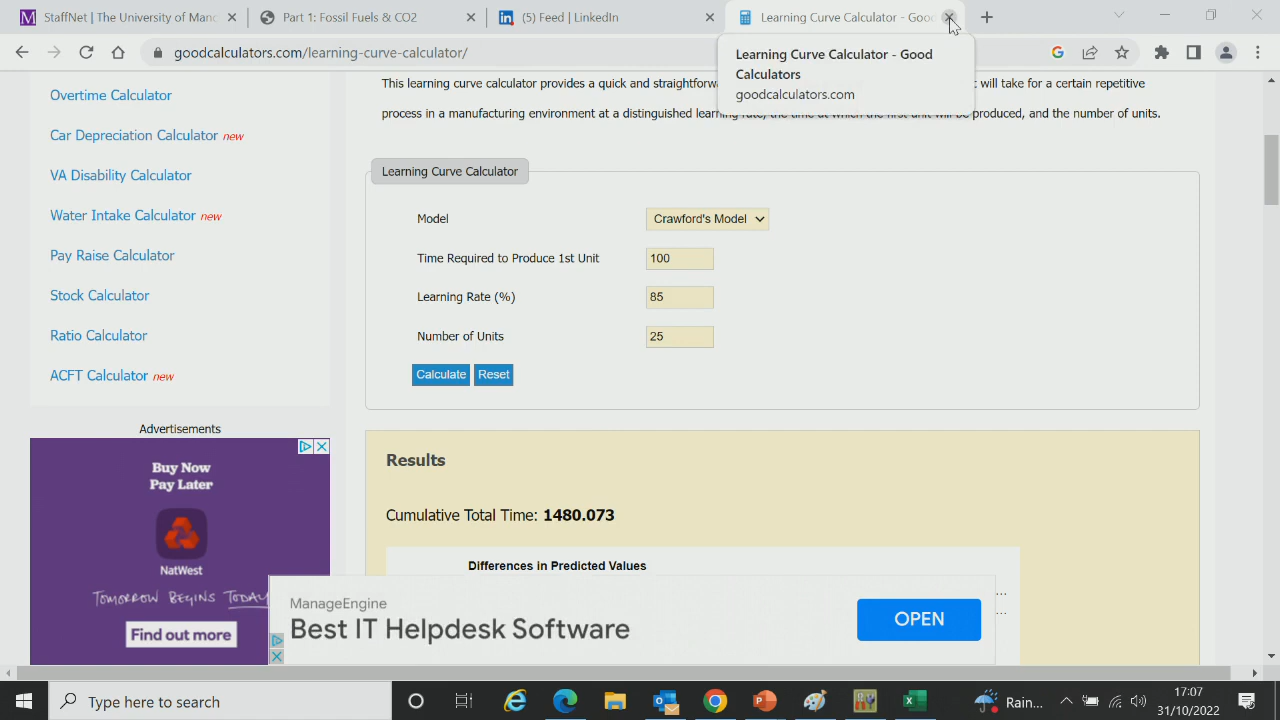 StaffNet | The University of Man
Part 1: Fossil Fuels & CO2
(5) Feed | LinkedIn
Learning Curve Calculator - Good
goodcalculators.com/learning-curve-calculator/
Learning Curve Calculator - Good
Calculators
goodcalculators.com
This learning curve calculator provides a quick and straightforw
will take for a certain repetitive
process in a manufacturing environment at a distinguished learning rate, the time at which the first unit will be produced, and the number of units.
Overtime Calculator
Car Depreciation Calculator new
VA Disability Calculator
Water Intake Calculator new
Pay Raise Calculator
Stock Calculator
Ratio Calculator
ACFT Calculator new
Learning Curve Calculator
Model Crawford's Model
Time Required to Produce 1st Unit 100
Learning Rate (%) 85
Number of Units 25
Calculate Reset
Advertisements
Buy Now
Pay Later
NatWest
TOMORROW BEGINS TODAY
Find out more
Results
Cumulative Total Time: 1480.073
Differences in Predicted Values
...
...
ManageEngine
Best IT Helpdesk Software
OPEN
Type here to search
Rain...
17:07
31/10/2022